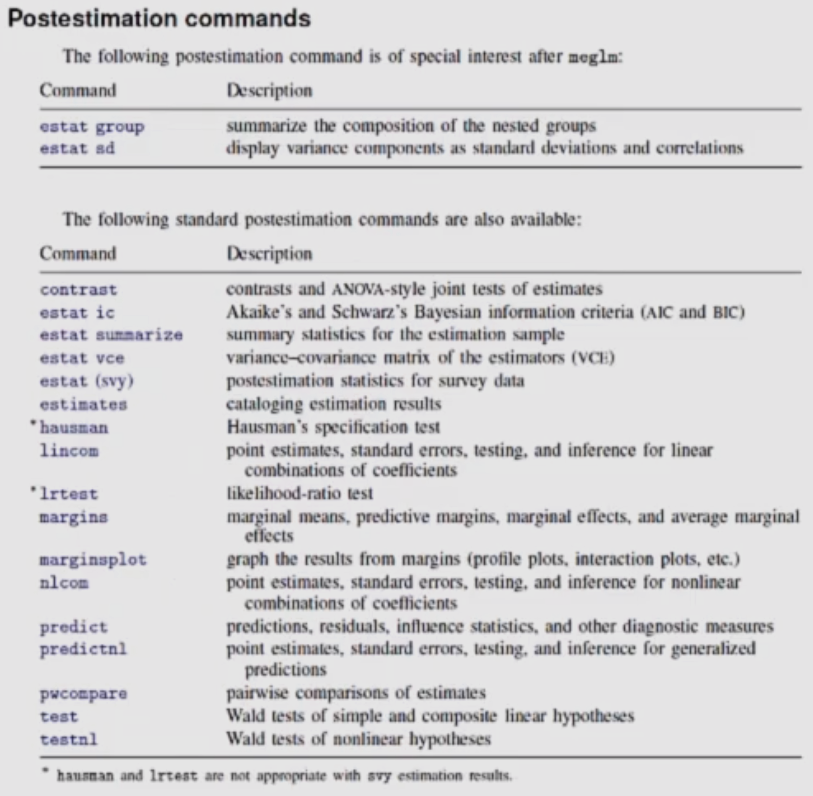 Postestimation commands
The following postestimation command is of special interest after meglm:
Command Description
estat group summarize the composition of the nested groups
estat sd display variance components as standard deviations and correlations
The following standard postestimation commands are also available:
Command Description
contrast contrasts and ANOVA-style joint tests of estimates
estat ic Akaike's and Schwarz's Bayesian information criteria (AIC and BIC)
estat summarize summary statistics for the estimation sample
estat vce variance–covariance matrix of the estimators (VCE)
estat (svy) postestimation statistics for survey data
estimates cataloging estimation results
*hausman Hausman's specification test
lincom point estimates, standard errors, testing, and inference for linear
combinations of coefficients
*lrtest likelihood-ratio test
margins marginal means, predictive margins, marginal effects, and average marginal
effects
marginsplot graph the results from margins (profile plots, interaction plots, etc.)
nlcom point estimates, standard errors, testing, and inference for nonlinear
combinations of coefficients
predict predictions, residuals, influence statistics, and other diagnostic measures
predictnl point estimates, standard errors, testing, and inference for generalized
predictions
pwcompare pairwise comparisons of estimates
test Wald tests of simple and composite linear hypotheses
testnl Wald tests of nonlinear hypotheses
* hausman and lrtest are not appropriate with svy estimation results.